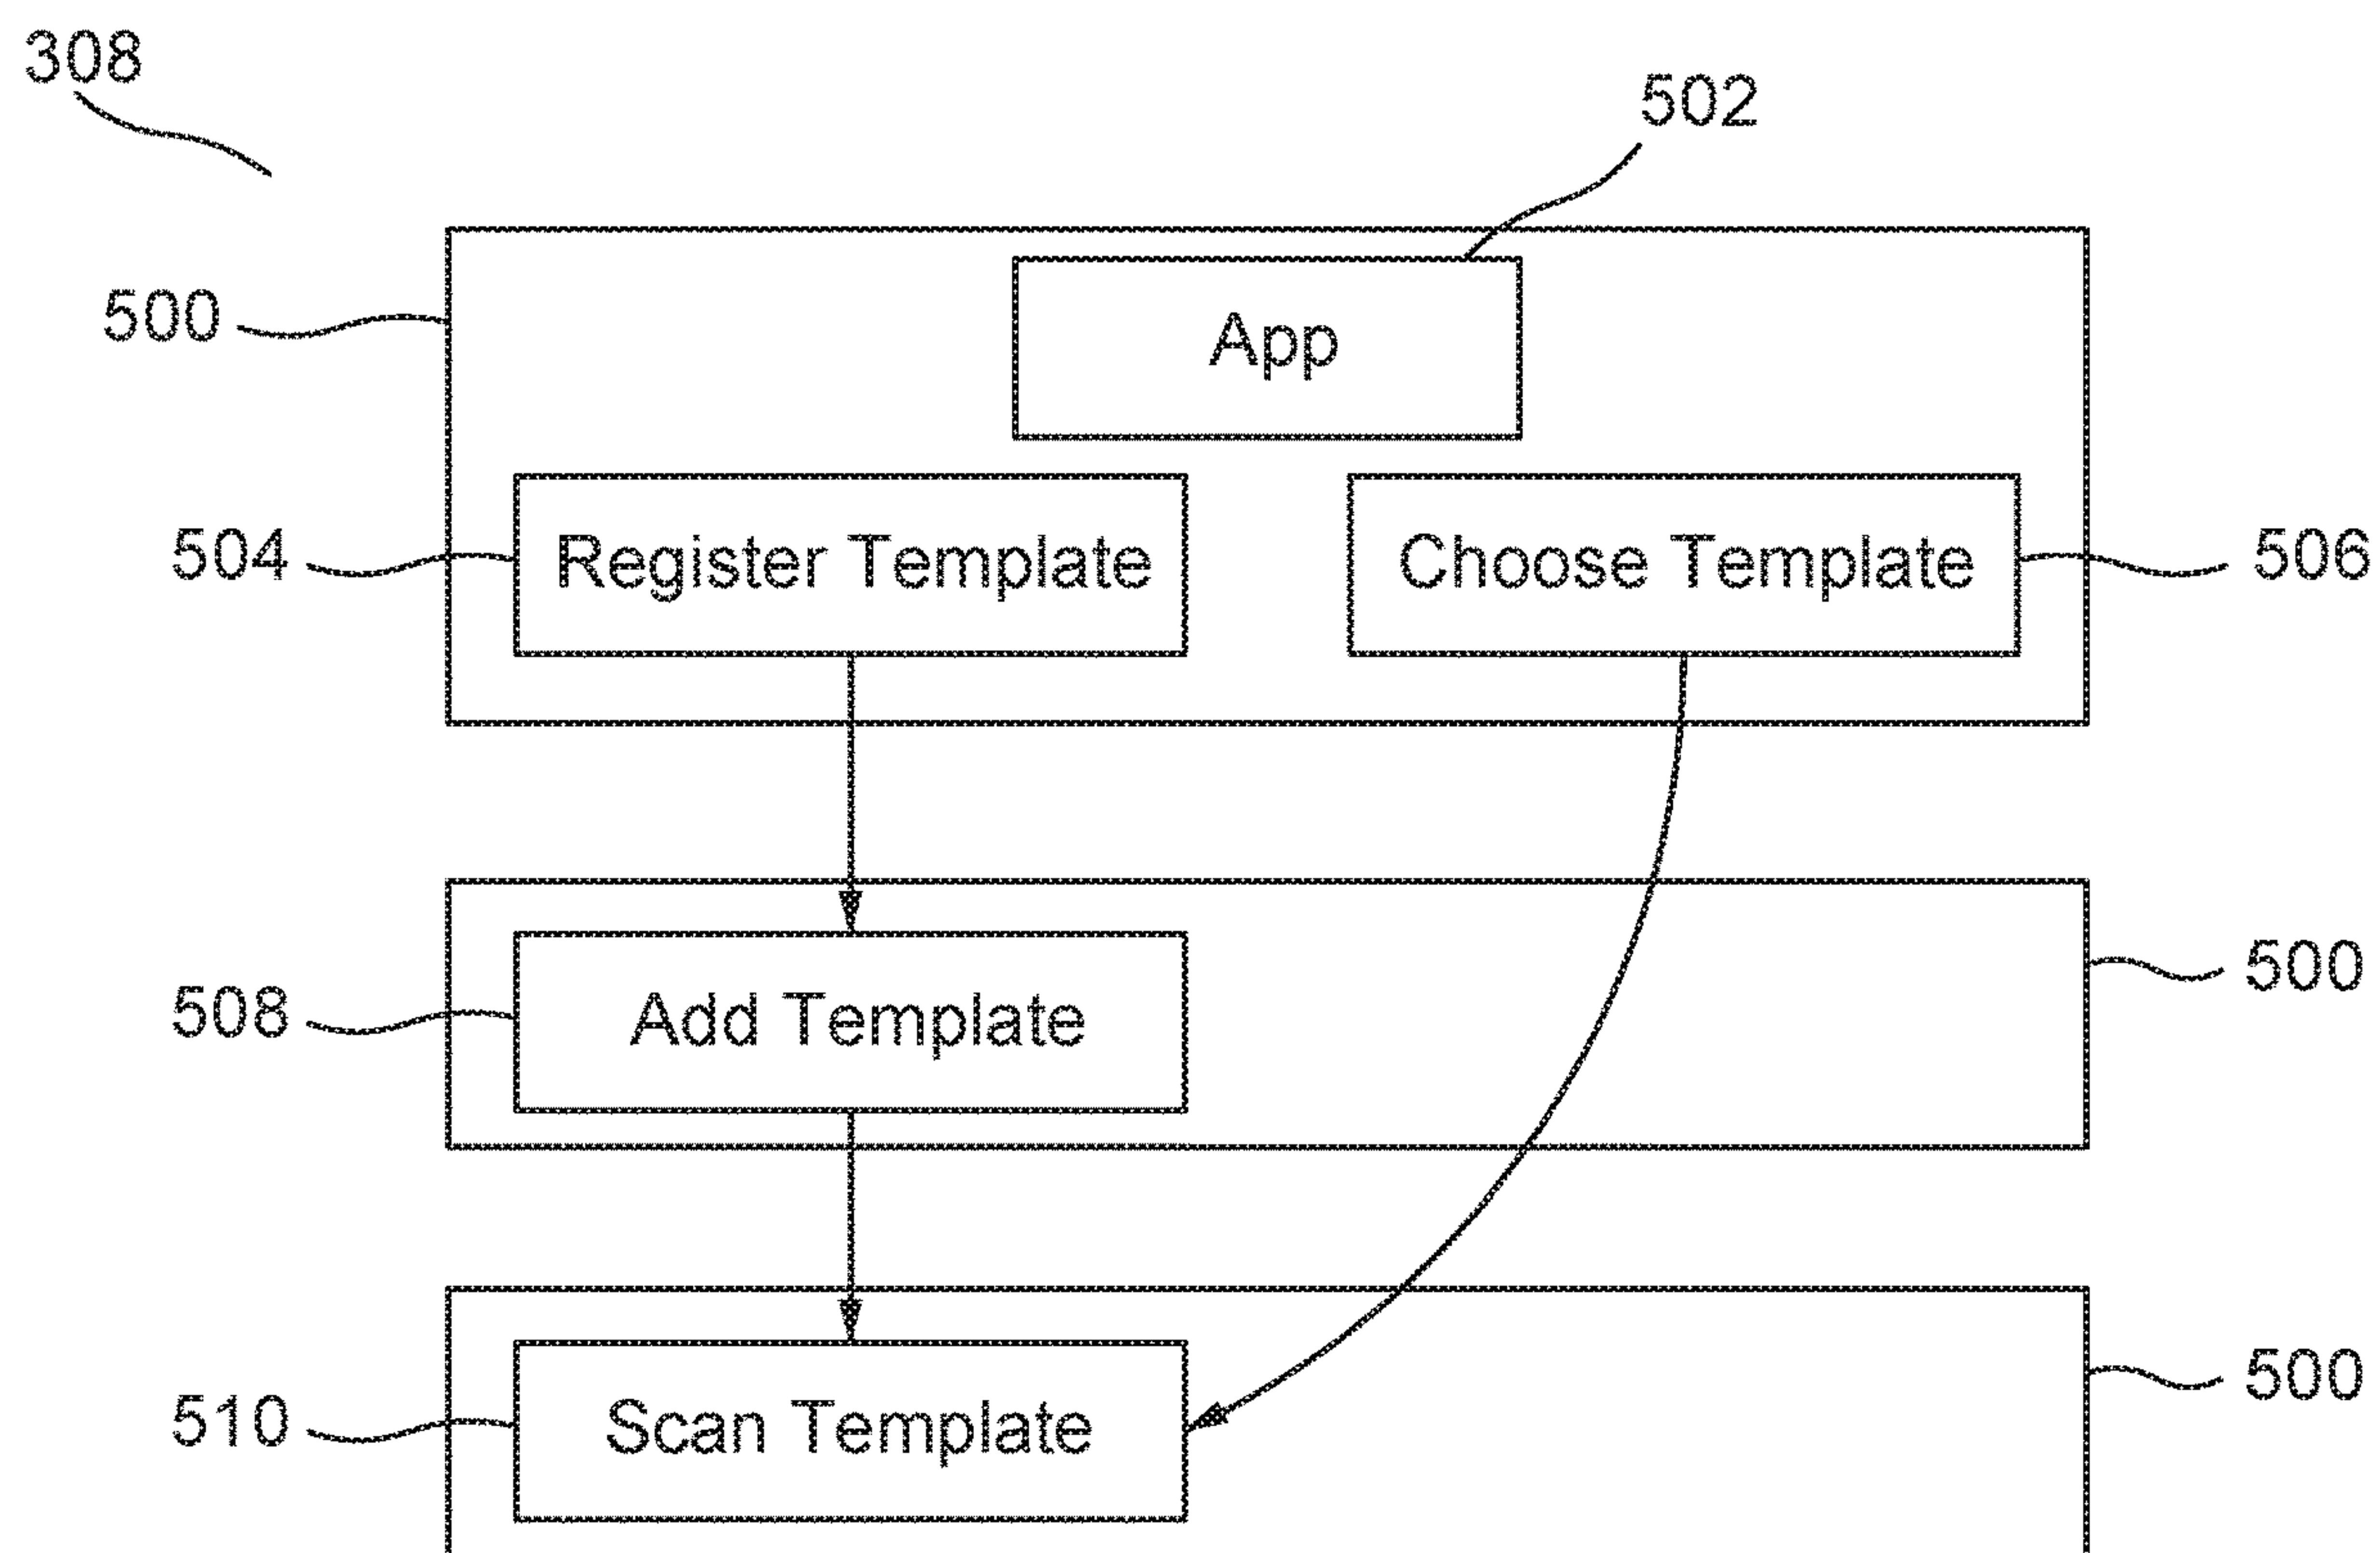 308
502
500
App
504
Register Template
Choose Template
506
500
508
Add Template
500
510
Scan Template